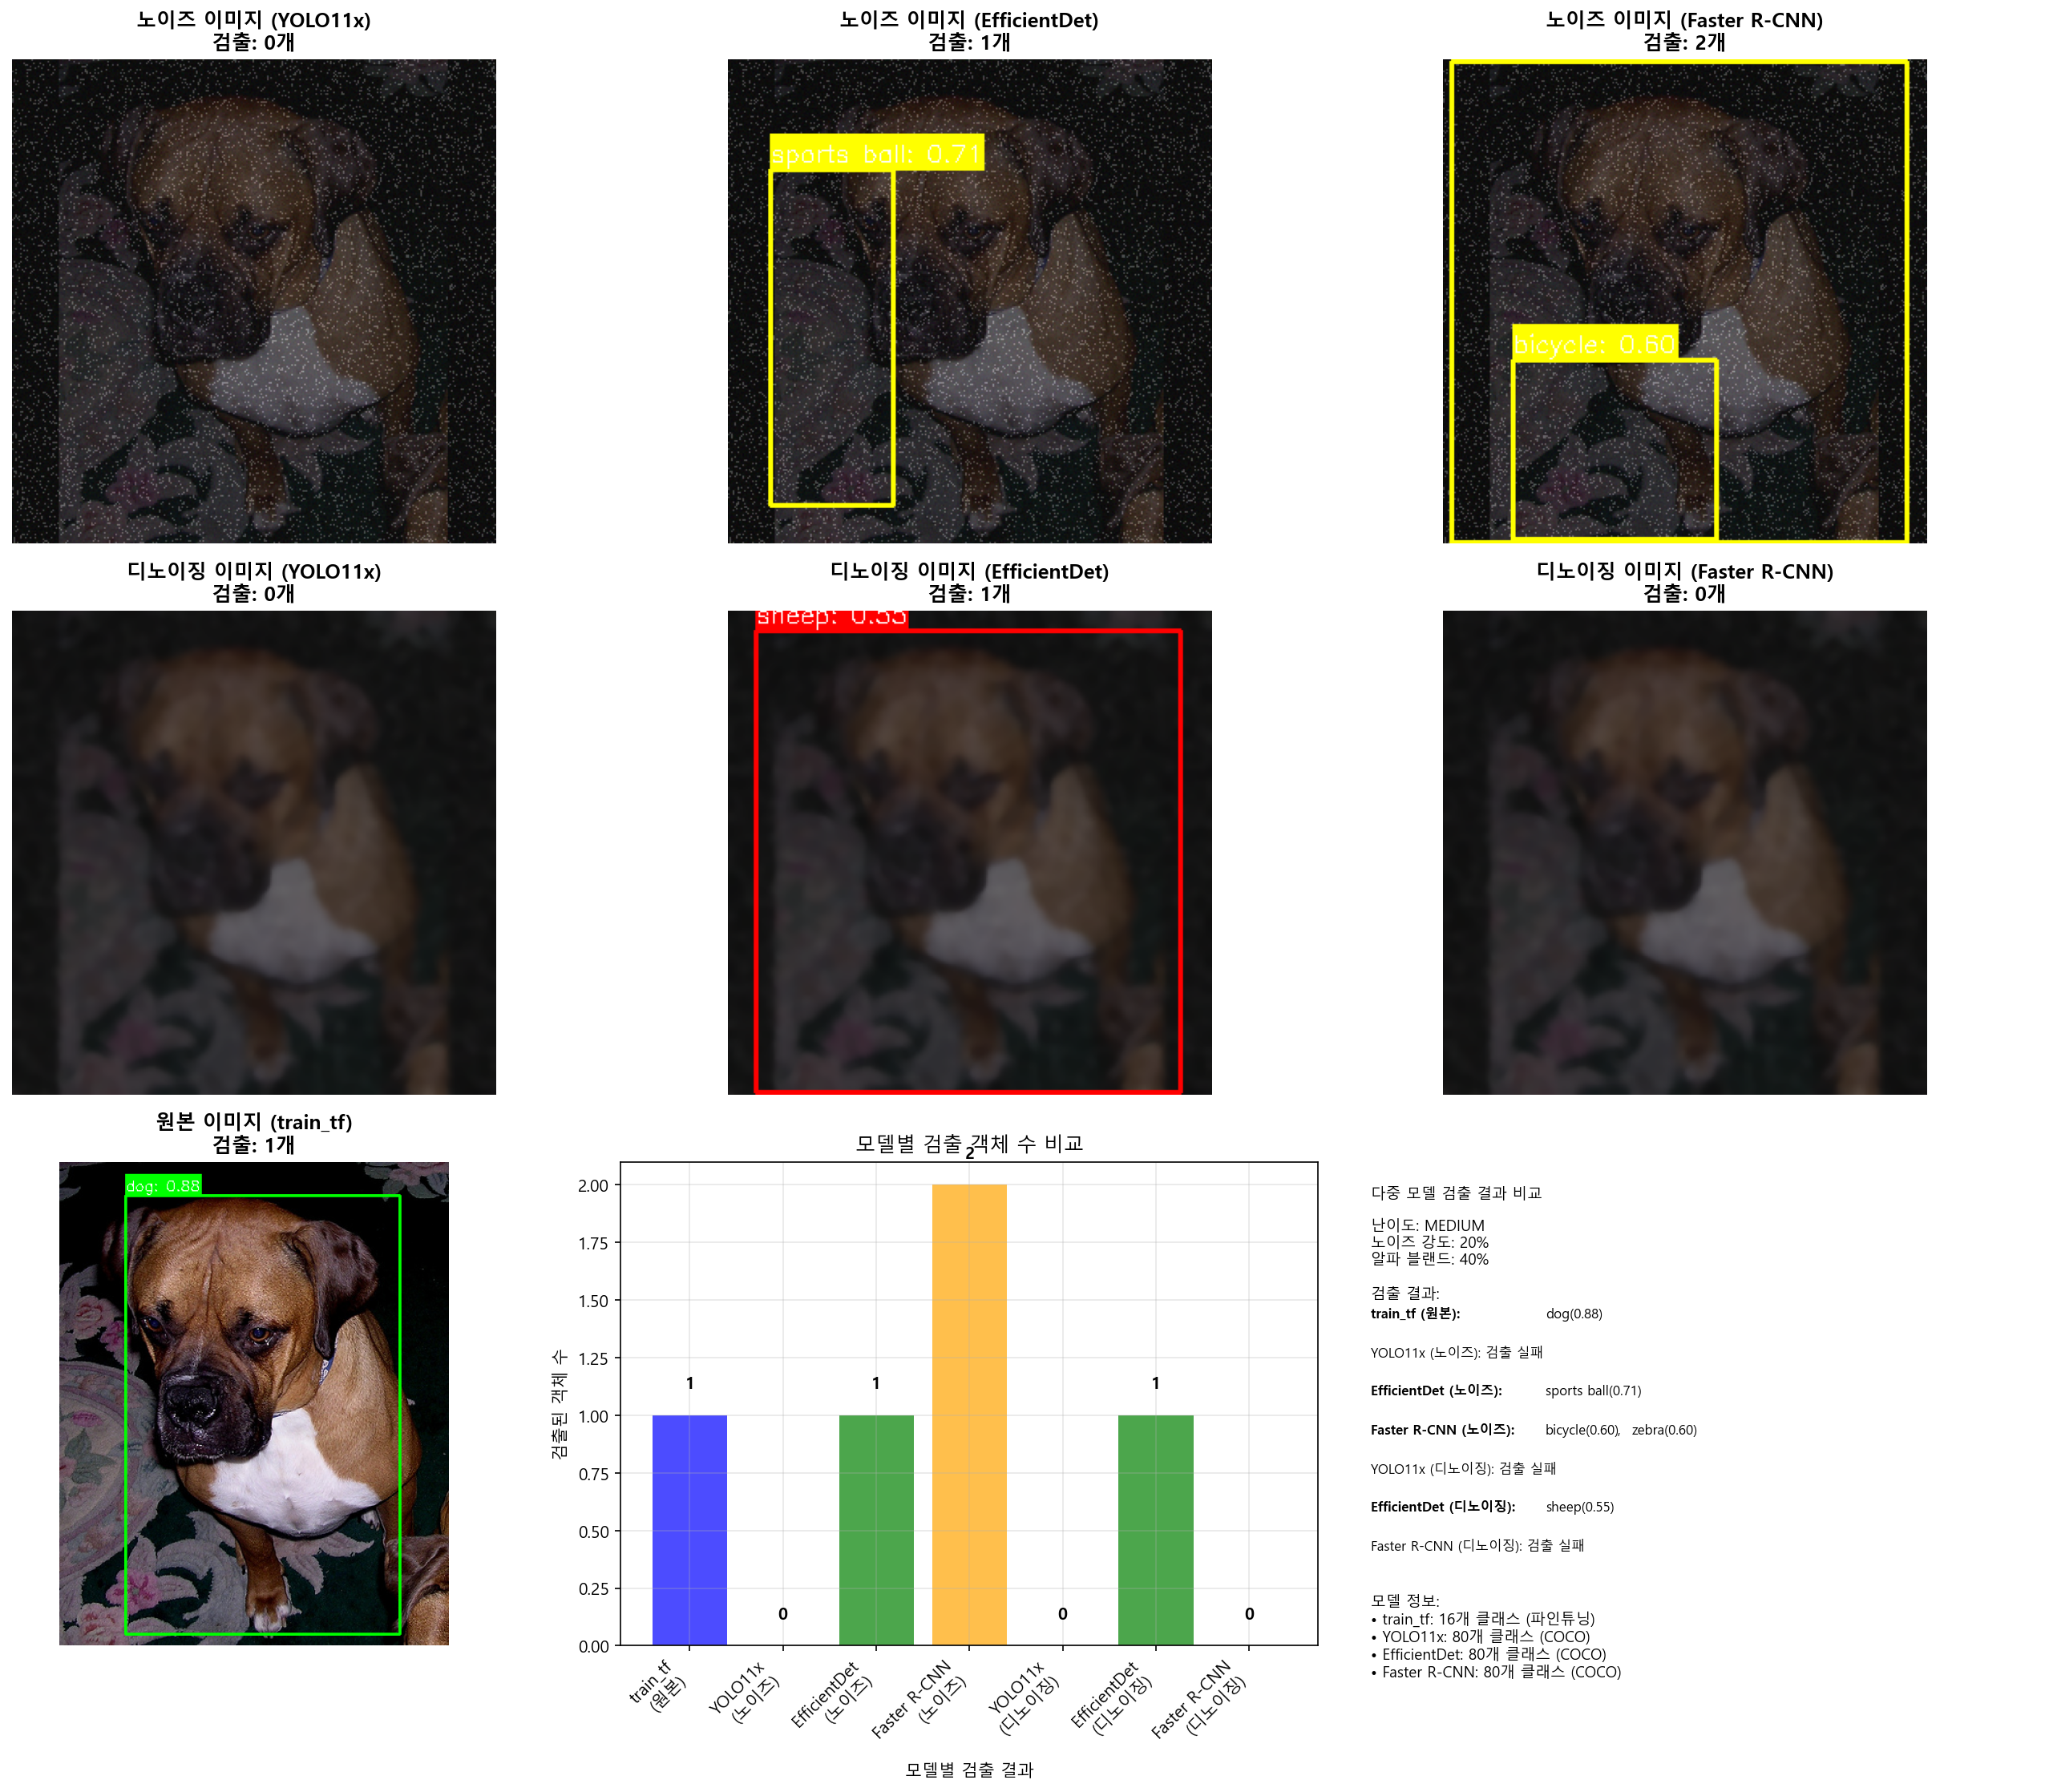 노이즈 이미지 (YOLO11x)
검출: 0개
노이즈 이미지 (EfficientDet)
검출: 1개
노이즈 이미지 (Faster R-CNN)
검출: 2개
sports ball: 0.71
bicycle: 0.60
디노이징 이미지 (YOLO11x)
검출: 0개
디노이징 이미지 (EfficientDet)
검출: 1개
디노이징 이미지 (Faster R-CNN)
검출: 0개
sheep: 0.55
원본 이미지 (train_tf)
검출: 1개
dog: 0.88
모델별 검출 객체 수 비교
2
2.00
1.75
1.50
1.25
1.00
0.75
0.50
0.25
0.00
검출된 객체 수
1
0
1
0
1
0
train_tf
(원본)
YOLO11x
(노이즈)
EfficientDet
(노이즈)
Faster R-CNN
(노이즈)
YOLO11x
(디노이징)
EfficientDet
(디노이징)
Faster R-CNN
(디노이징)
모델별 검출 결과
다중 모델 검출 결과 비교
난이도: MEDIUM
노이즈 강도: 20%
알파 블랜드: 40%
검출 결과:
train_tf (원본): dog(0.88)
YOLO11x (노이즈): 검출 실패
EfficientDet (노이즈): sports ball(0.71)
Faster R-CNN (노이즈): bicycle(0.60), zebra(0.60)
YOLO11x (디노이징): 검출 실패
EfficientDet (디노이징): sheep(0.55)
Faster R-CNN (디노이징): 검출 실패
모델 정보:
• train_tf: 16개 클래스 (파인튜닝)
• YOLO11x: 80개 클래스 (COCO)
• EfficientDet: 80개 클래스 (COCO)
• Faster R-CNN: 80개 클래스 (COCO)